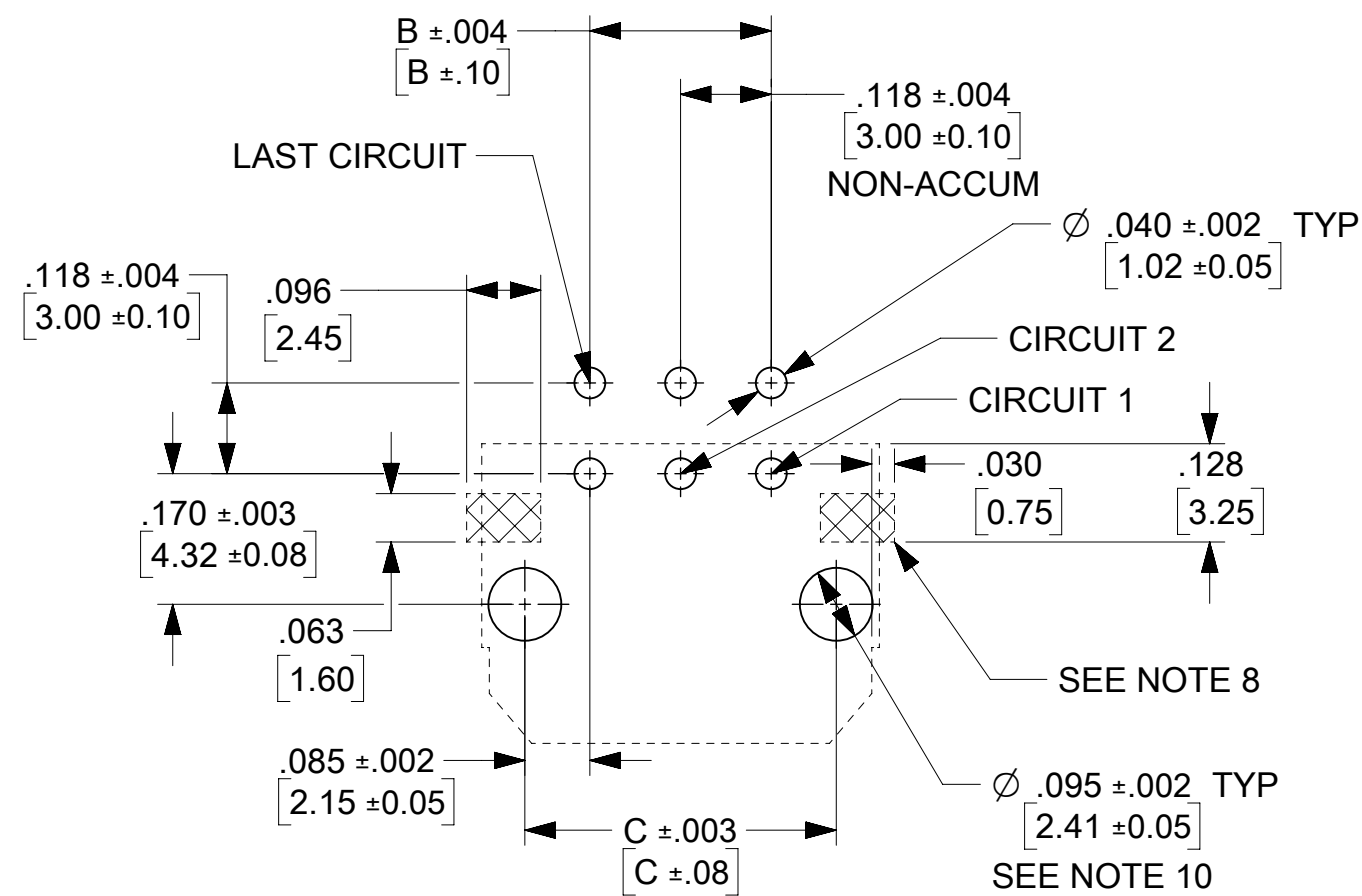 B ±.004
[B ±.10]
.118 ±.004
[3.00 ±0.10]
NON-ACCUM
LAST CIRCUIT
Ø .040 ±.002 TYP
[1.02 ±0.05]
.118 ±.004
[3.00 ±0.10]
.096
[2.45]
CIRCUIT 2
CIRCUIT 1
.030
[0.75]
.128
[3.25]
.170 ±.003
[4.32 ±0.08]
.063
[1.60]
SEE NOTE 8
.085 ±.002
[2.15 ±0.05]
C ±.003
[C ±.08]
Ø .095 ±.002 TYP
[2.41 ±0.05]
SEE NOTE 10